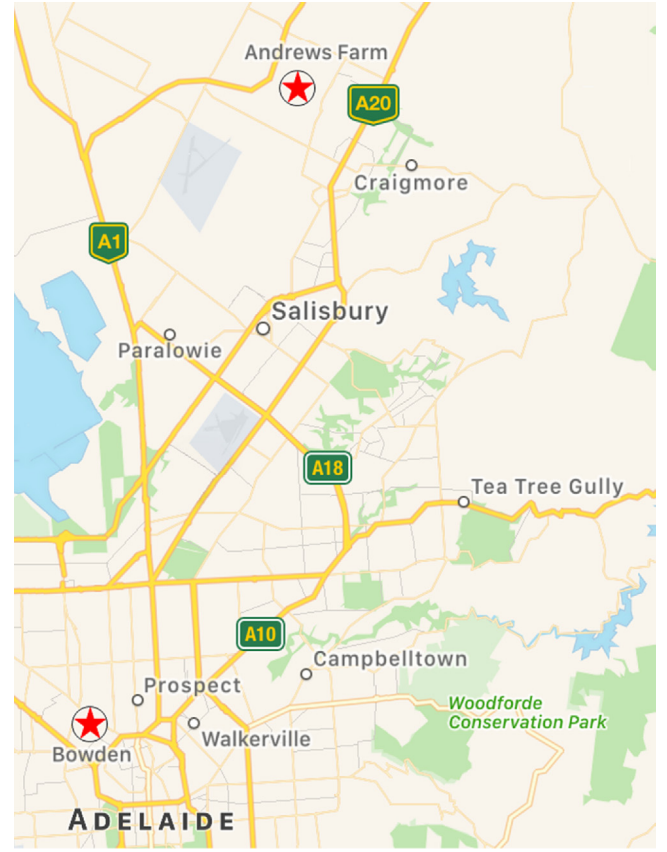 Andrews Farm
A20
Craigmore
A1
Salisbury
Paralowie
A18
Tea Tree Gully
A10
Campbelltown
Prospect
Woodforde
Conservation Park
Walkerville
Bowden
ADELAIDE